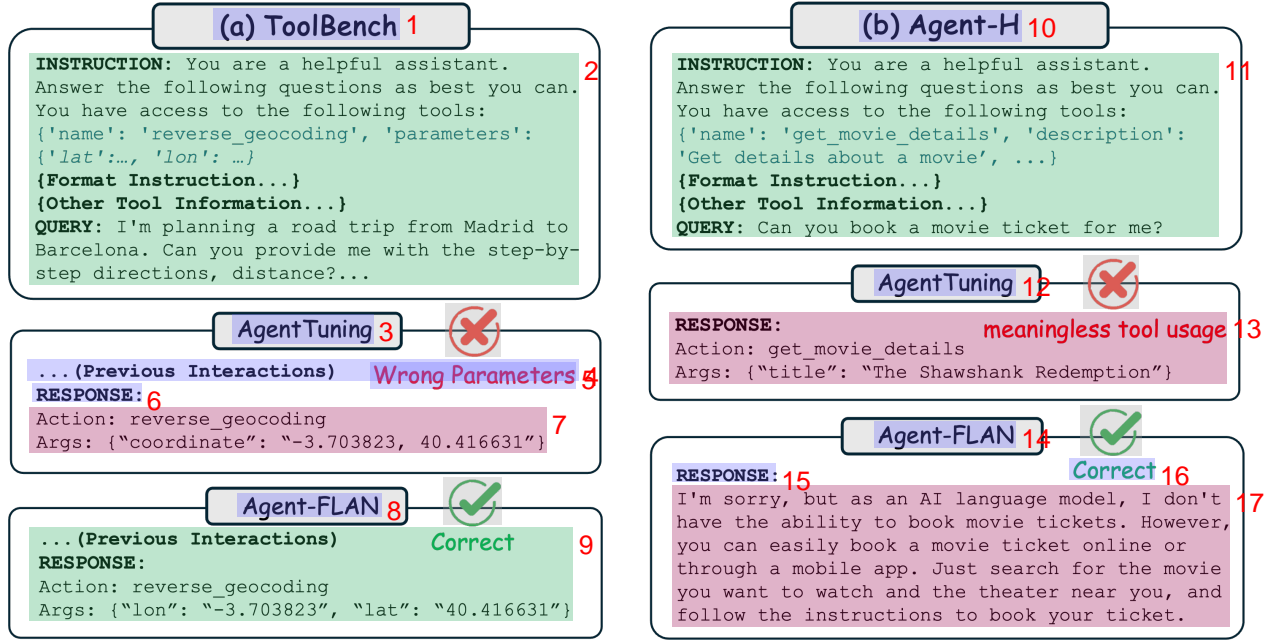 (a) ToolBench 1
INSTRUCTION: You are a helpful assistant. 2
Answer the following questions as best you can.
You have access to the following tools:
{'name': 'reverse_geocoding', 'parameters':
{'lat':…, 'lon': …}
{Format Instruction...}
{Other Tool Information...}
QUERY: I'm planning a road trip from Madrid to
Barcelona. Can you provide me with the step-by-
step directions, distance?...
AgentTuning 3
...(Previous Interactions) 4
Wrong Parameters 5
RESPONSE: 6
Action: reverse_geocoding 7
Args: {“coordinate”: “-3.703823, 40.416631”}
Agent-FLAN 8
...(Previous Interactions) 9
Correct
RESPONSE:
Action: reverse_geocoding
Args: {“lon”: “-3.703823”, “lat”: “40.416631”}
(b) Agent-H 10
INSTRUCTION: You are a helpful assistant. 11
Answer the following questions as best you can.
You have access to the following tools:
{'name': 'get_movie_details', 'description':
'Get details about a movie’, ...}
{Format Instruction...}
{Other Tool Information...}
QUERY: Can you book a movie ticket for me?
AgentTuning 12
RESPONSE:
meaningless tool usage 13
Action: get_movie_details
Args: {“title”: “The Shawshank Redemption”}
Agent-FLAN 14
RESPONSE: 15
Correct 16
I'm sorry, but as an AI language model, I don't 17
have the ability to book movie tickets. However,
you can easily book a movie ticket online or
through a mobile app. Just search for the movie
you want to watch and the theater near you, and
follow the instructions to book your ticket.